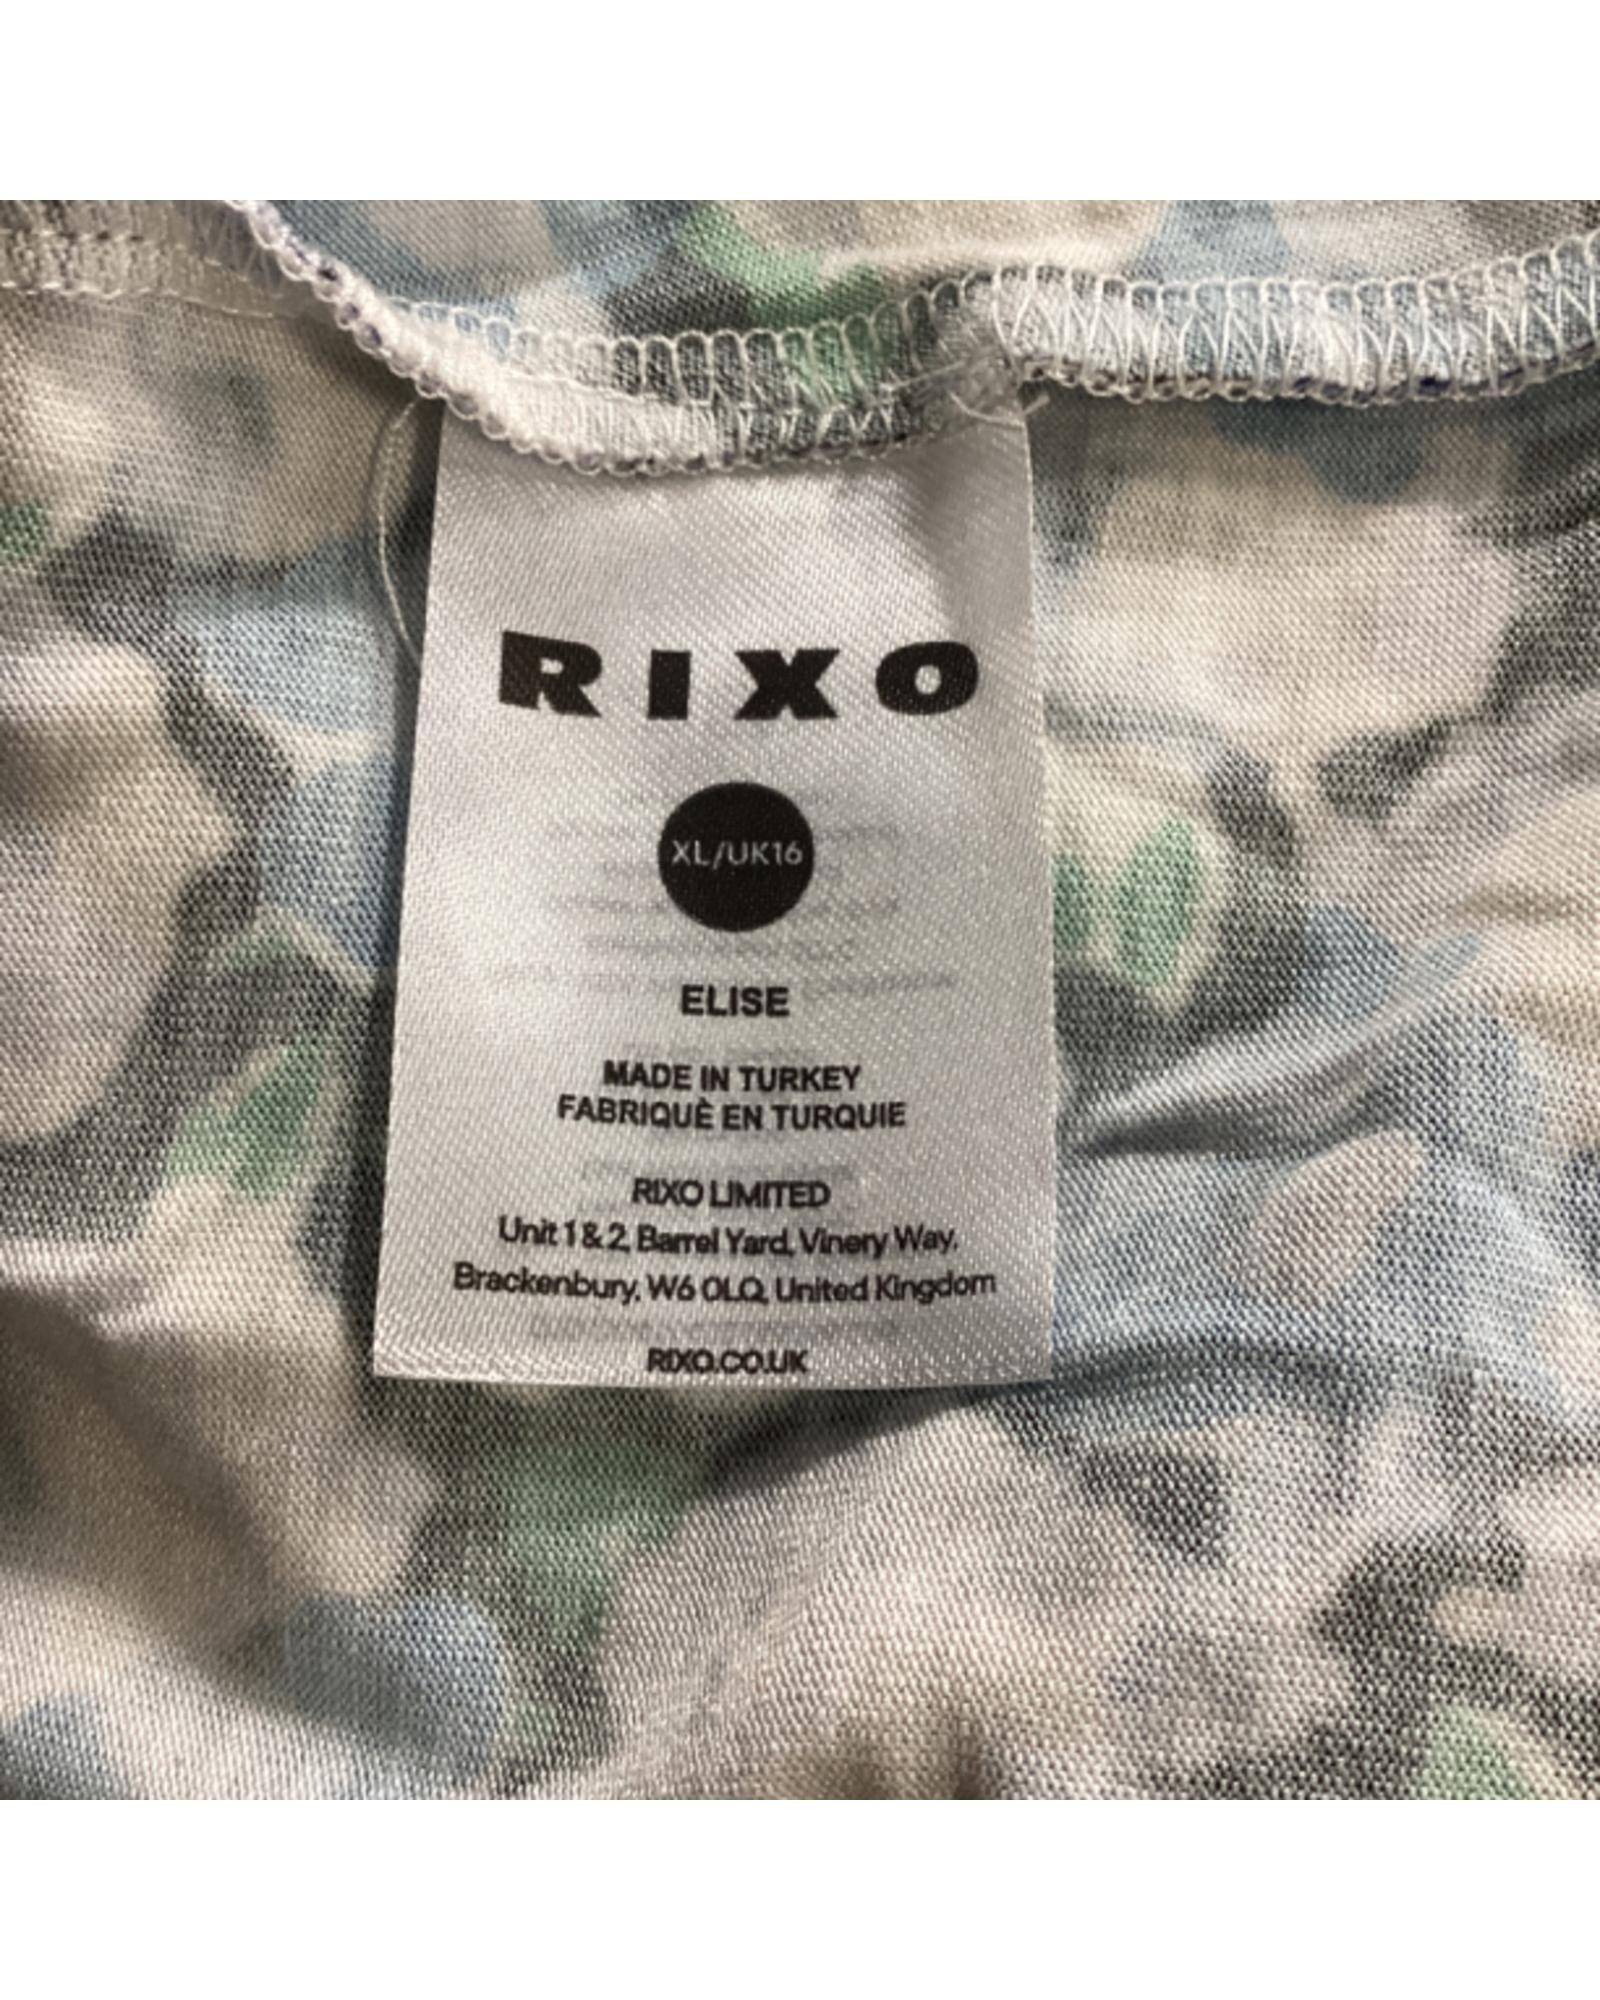 RIXO
XL/UK16
ELISE
MADE IN TURKEY
FABRIQUÈ EN TURQUIE
RIXO LIMITED
Unit 1 & 2, Barrel Yard, Vinery Way,
Brackenbury, W6 0LQ, United Kingdom
RIXO.CO.UK